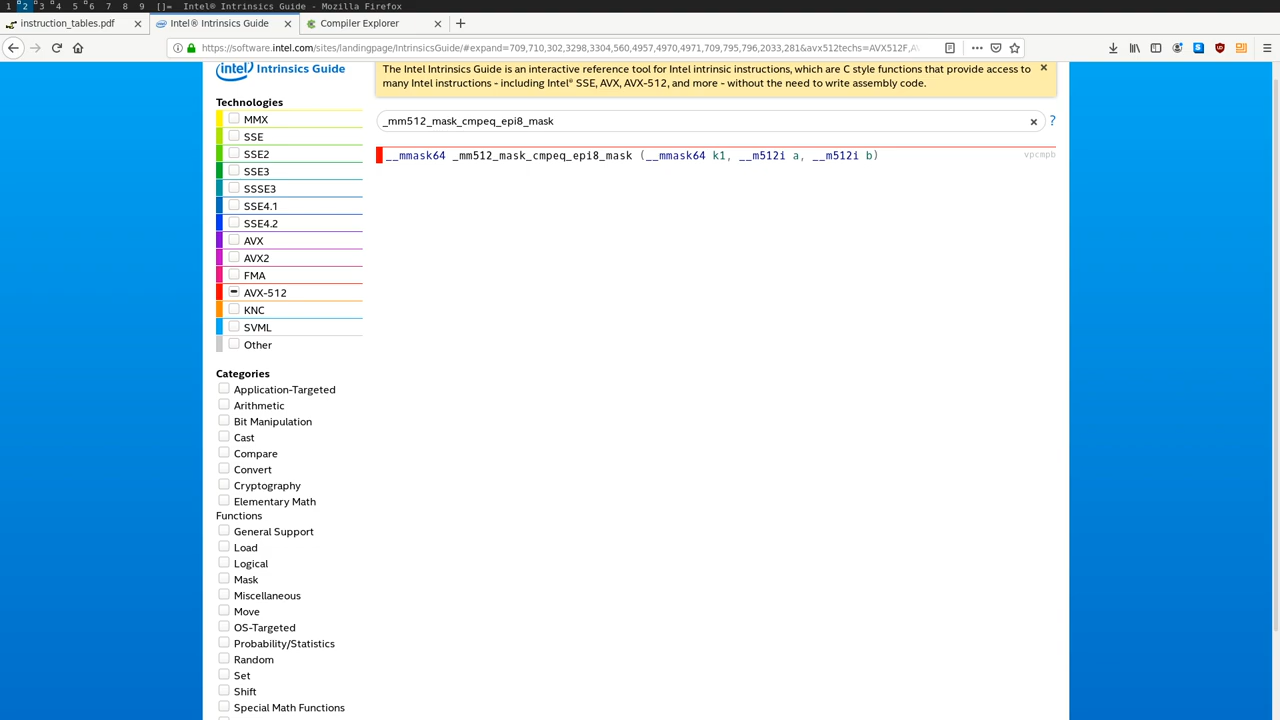 1 2 3 4 5 6 7 8 9 []= Intel® Intrinsics Guide - Mozilla Firefox
instruction_tables.pdf × Intel® Intrinsics Guide × Compiler Explorer × +
https://software.intel.com/sites/landingpage/IntrinsicsGuide/#expand=709,710,302,3298,3304,560,4957,4970,4971,709,795,796,2033,281&avx512techs=AVX512F,AV
(intel) Intrinsics Guide
The Intel Intrinsics Guide is an interactive reference tool for Intel intrinsic instructions, which are C style functions that provide access to
many Intel instructions - including Intel® SSE, AVX, AVX-512, and more - without the need to write assembly code.
×
Technologies
MMX
SSE
SSE2
SSE3
SSSE3
SSE4.1
SSE4.2
AVX
AVX2
FMA
AVX-512
KNC
SVML
Other
Categories
Application-Targeted
Arithmetic
Bit Manipulation
Cast
Compare
Convert
Cryptography
Elementary Math
Functions
General Support
Load
Logical
Mask
Miscellaneous
Move
OS-Targeted
Probability/Statistics
Random
Set
Shift
Special Math Functions
_mm512_mask_cmpeq_epi8_mask × ?
__mmask64 _mm512_mask_cmpeq_epi8_mask (__mmask64 k1, __m512i a, __m512i b) vpcmpb